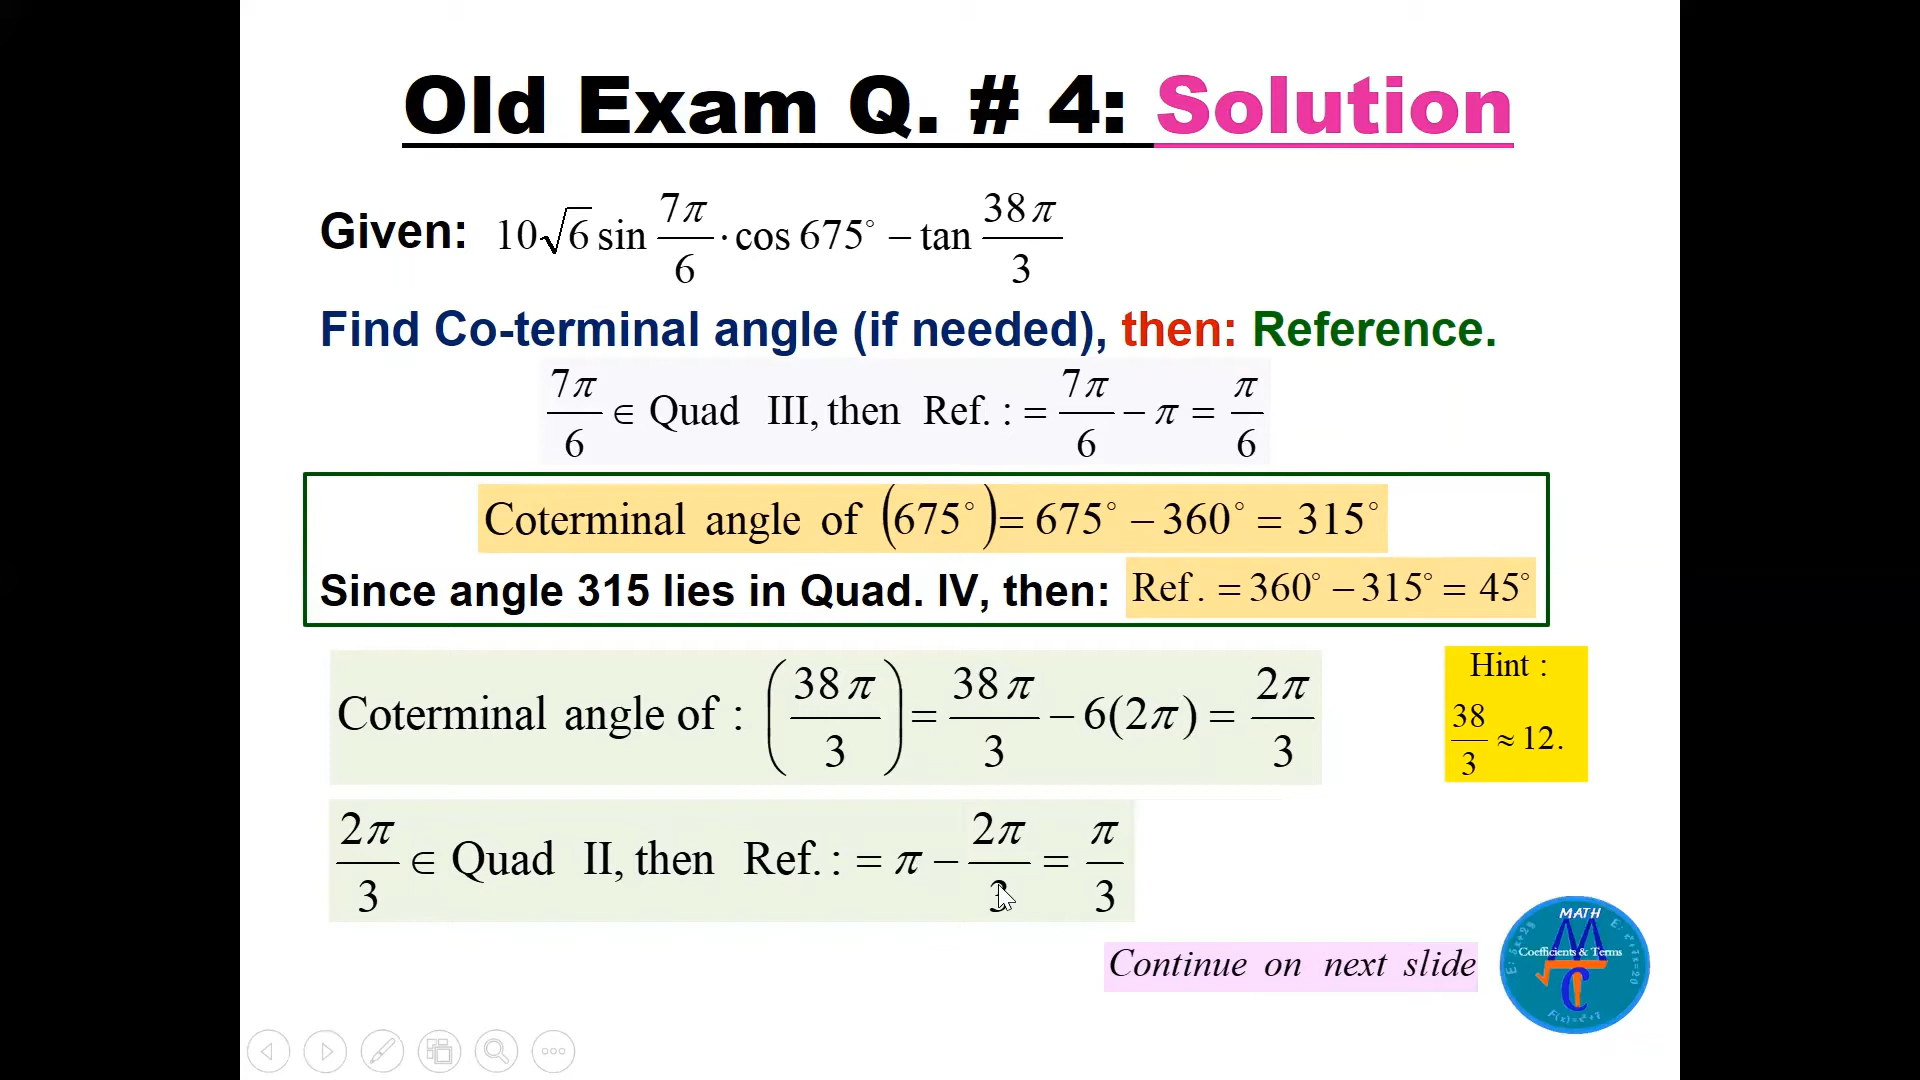 Old Exam Q. # 4: Solution
Given: 10√6 sin 7π/6 · cos 675° − tan 38π/3
Find Co-terminal angle (if needed), then: Reference.
7π/6 ∈ Quad III, then Ref. : = 7π/6 − π = π/6
Coterminal angle of (675°) = 675° − 360° = 315°
Since angle 315 lies in Quad. IV, then: Ref. = 360° − 315° = 45°
Coterminal angle of : (38π/3) = 38π/3 − 6(2π) = 2π/3
Hint :
38/3 ≈ 12.
2π/3 ∈ Quad II, then Ref. : = π − 2π/3 = π/3
Continue on next slide
MATH
Coefficients & Terms